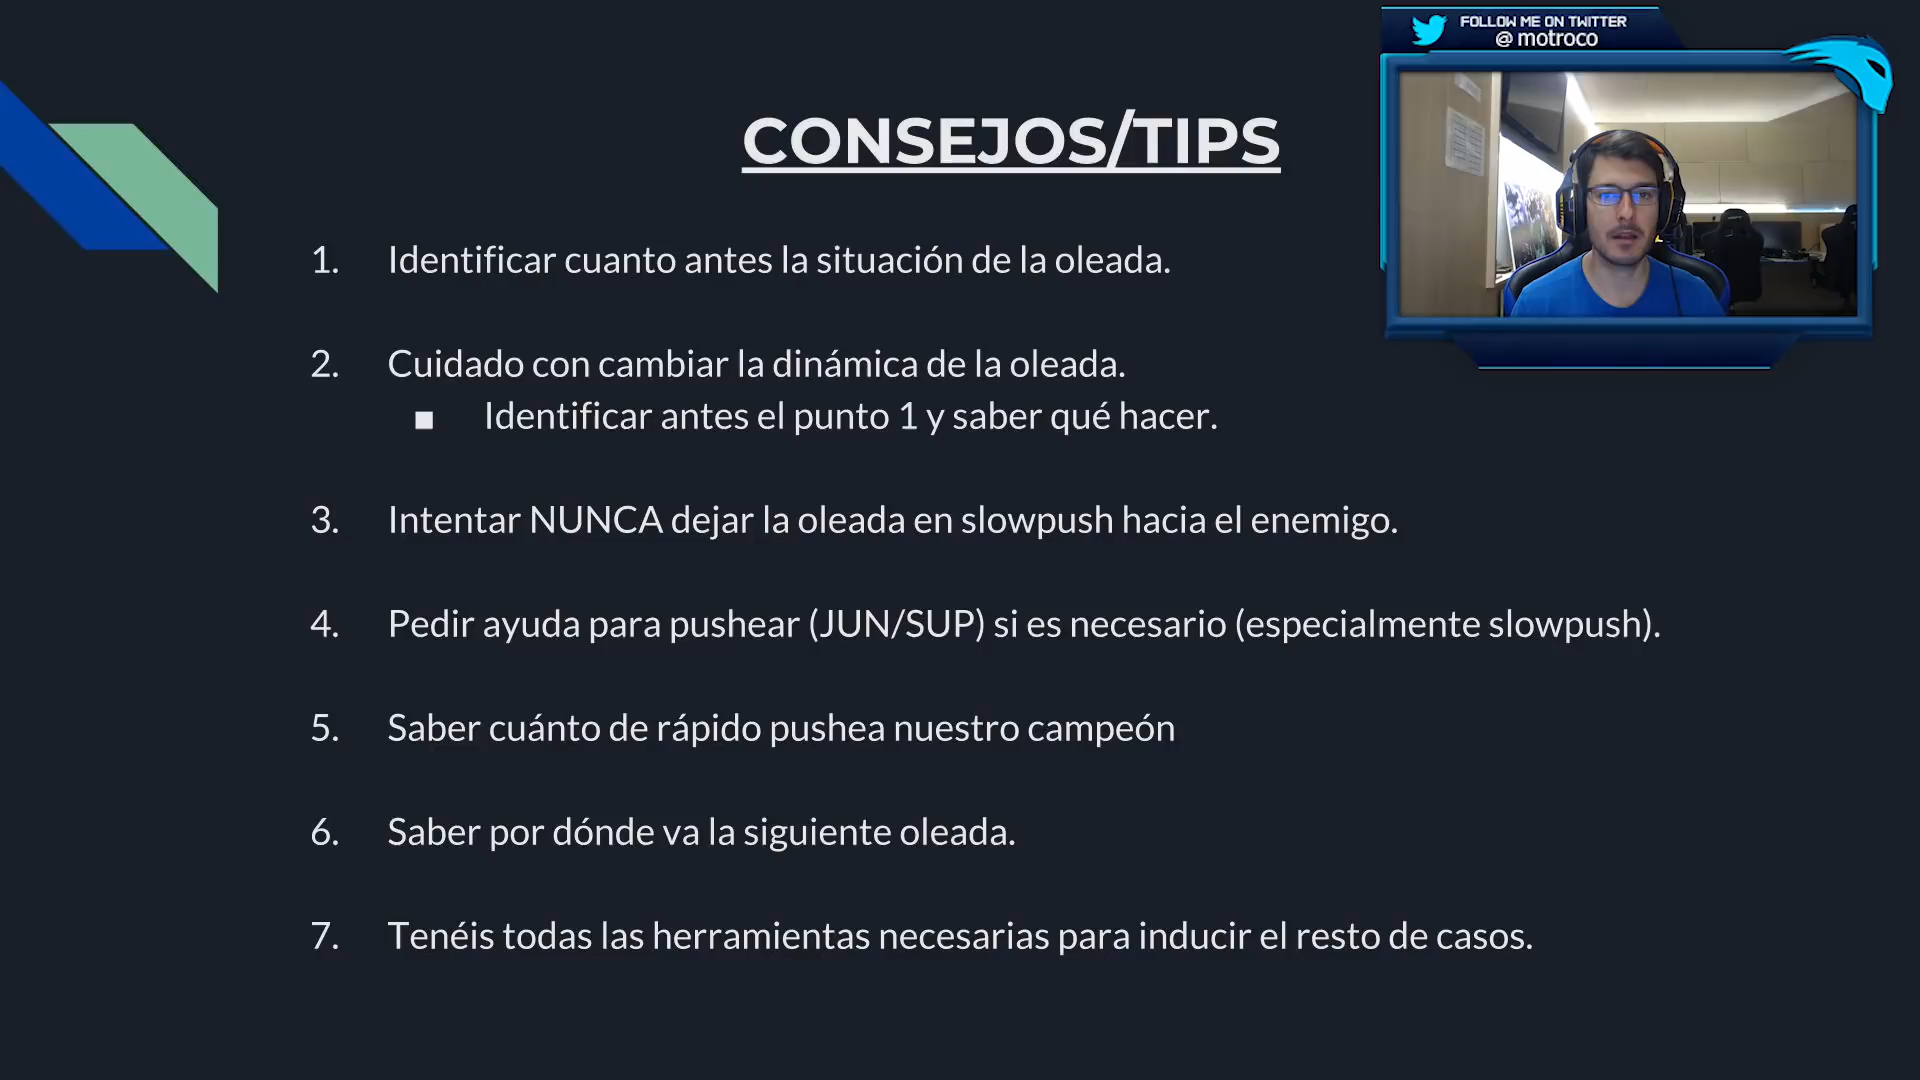 FOLLOW ME ON TWITTER
@ motroco
CONSEJOS/TIPS
1. Identificar cuanto antes la situación de la oleada.
2. Cuidado con cambiar la dinámica de la oleada.
■ Identificar antes el punto 1 y saber qué hacer.
3. Intentar NUNCA dejar la oleada en slowpush hacia el enemigo.
4. Pedir ayuda para pushear (JUN/SUP) si es necesario (especialmente slowpush).
5. Saber cuánto de rápido pushea nuestro campeón
6. Saber por dónde va la siguiente oleada.
7. Tenéis todas las herramientas necesarias para inducir el resto de casos.